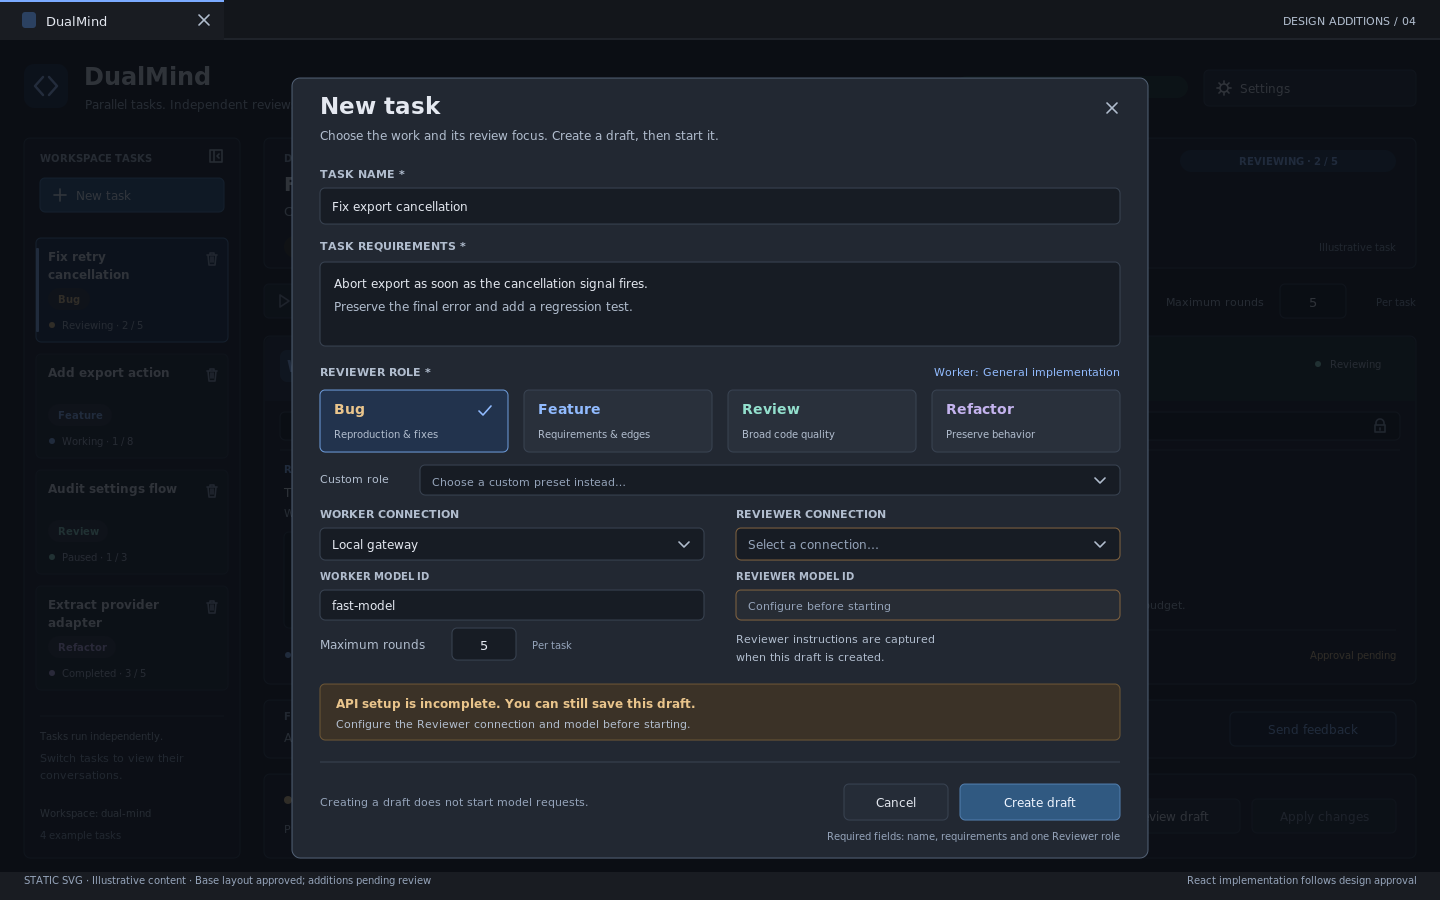 DualMind
DESIGN ADDITIONS / 04
DualMind
Parallel tasks. Independent review
Settings
WORKSPACE TASKS
New task
Fix retry
cancellation
Bug
Reviewing · 2 / 5
Add export action
Feature
Working · 1 / 8
Audit settings flow
Review
Paused · 1 / 3
Extract provider
adapter
Refactor
Completed · 3 / 5
Tasks run independently.
Switch tasks to view their
conversations.
Workspace: dual-mind
4 example tasks
New task
Choose the work and its review focus. Create a draft, then start it.
TASK NAME *
Fix export cancellation
TASK REQUIREMENTS *
Abort export as soon as the cancellation signal fires.
Preserve the final error and add a regression test.
REVIEWER ROLE *
Worker: General implementation
Bug
Reproduction & fixes
Feature
Requirements & edges
Review
Broad code quality
Refactor
Preserve behavior
Custom role
Choose a custom preset instead...
WORKER CONNECTION
Local gateway
REVIEWER CONNECTION
Select a connection...
WORKER MODEL ID
fast-model
REVIEWER MODEL ID
Configure before starting
Maximum rounds
5
Per task
Reviewer instructions are captured
when this draft is created.
API setup is incomplete. You can still save this draft.
Configure the Reviewer connection and model before starting.
Creating a draft does not start model requests.
Cancel
Create draft
Required fields: name, requirements and one Reviewer role
REVIEWING · 2 / 5
Illustrative task
Maximum rounds
5
Per task
Reviewing
Approval pending
Send feedback
draft
Apply changes
STATIC SVG · Illustrative content · Base layout approved; additions pending review
React implementation follows design approval